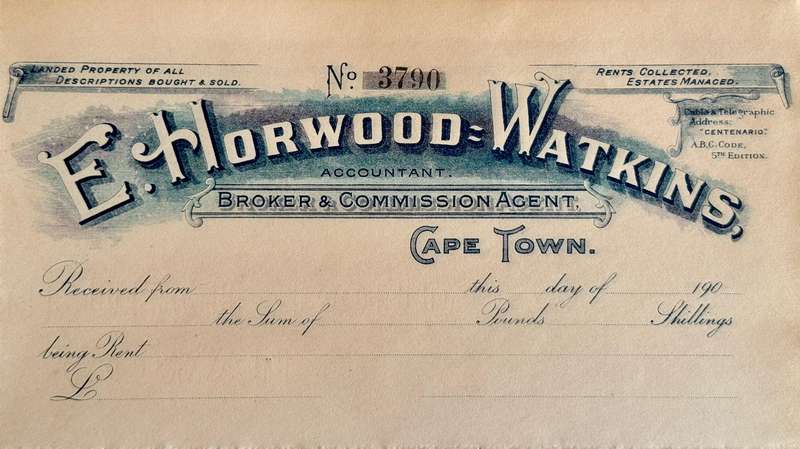 LANDED PROPERTY OF ALL
DESCRIPTIONS BOUGHT & SOLD.
No. 3790
RENTS COLLECTED,
ESTATES MANAGED.
Cable & Telegraphic
Address:
"CENTENARIO."
A.B.C. CODE,
5TH EDITION.
E. HORWOOD=WATKINS,
ACCOUNTANT.
BROKER & COMMISSION AGENT,
CAPE TOWN.
Received from this day of 190
the Sum of Pounds Shillings
being Rent
£